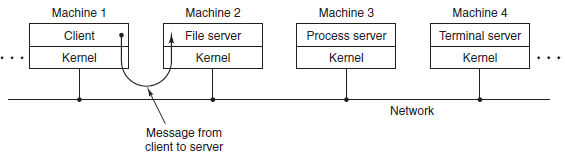 Machine 1
Machine 2
Machine 3
Machine 4
Client
File server
Process server
Terminal server
Kernel
Kernel
Kernel
Kernel
Network
Message from
client to server